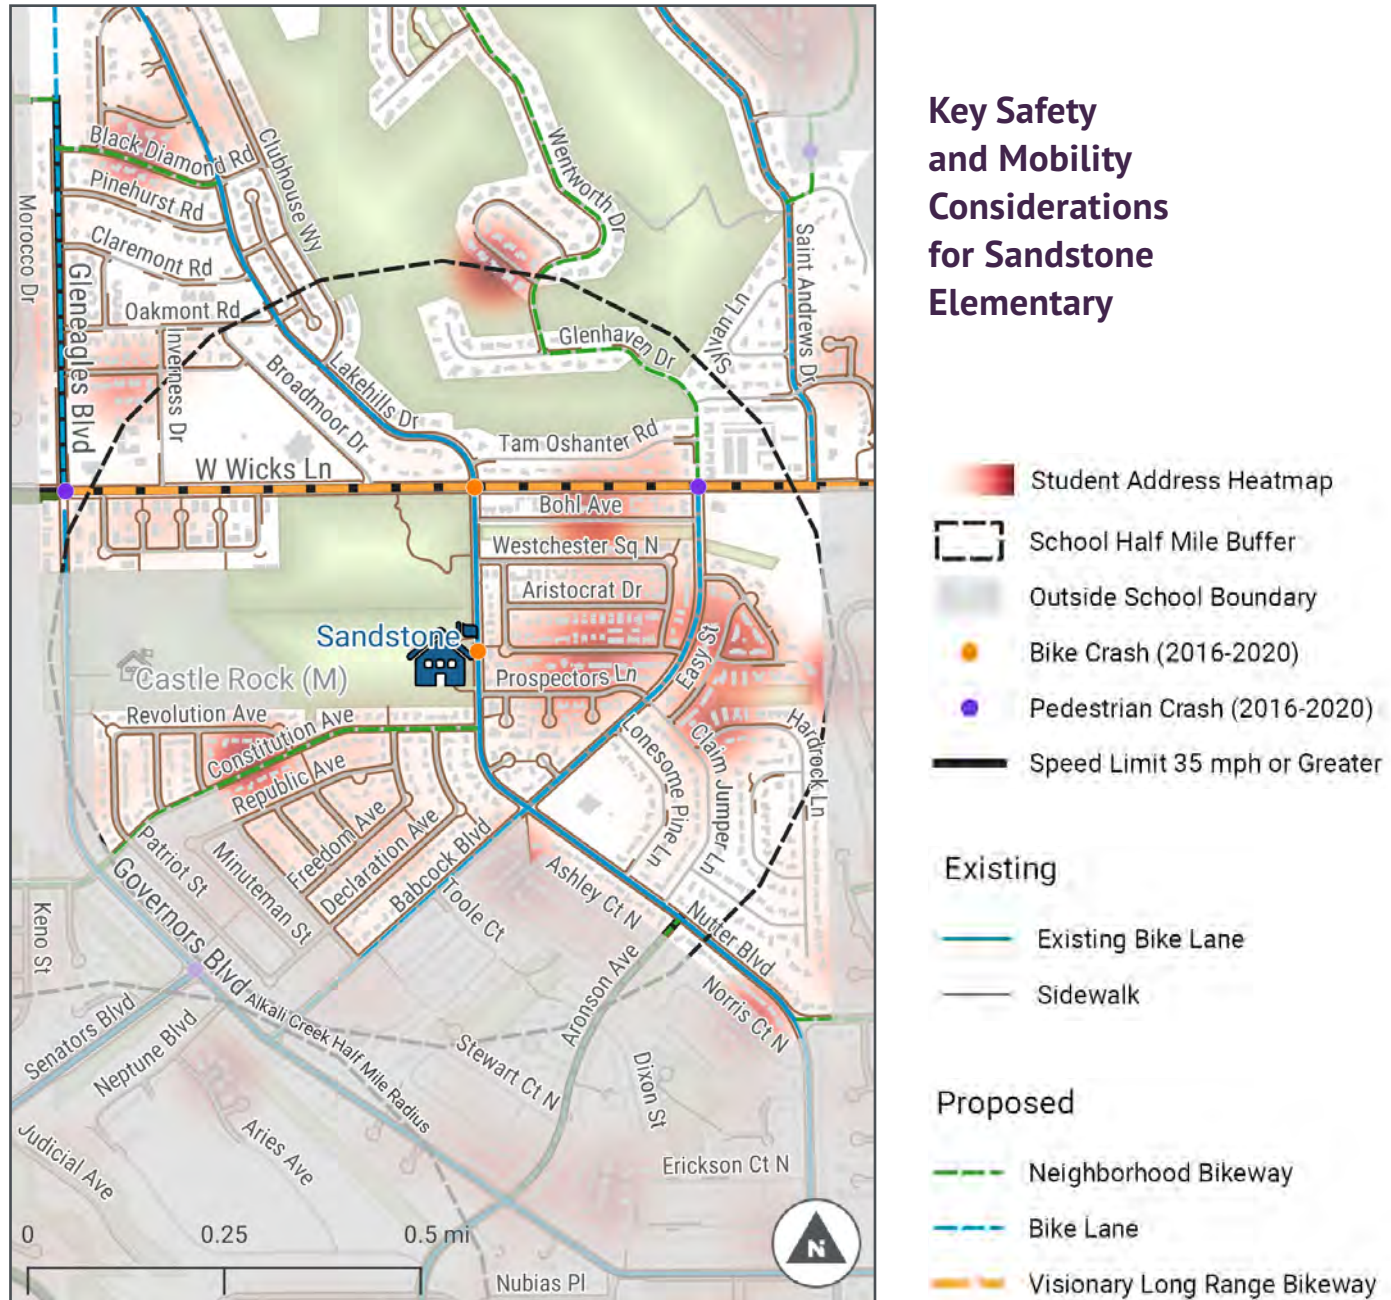 Key Safety
and Mobility
Considerations
for Sandstone
Elementary
Black Diamond Rd
Clubhouse Wy
Wentworth Dr
Pinehurst Rd
Morocco Dr
Claremont Rd
Gleneagles Blvd
Saint Andrews Dr
Oakmont Rd
Inverness Dr
Sylvan Ln
Glenhaven Dr
Lakehills Dr
Broadmoor Dr
Tam Oshanter Rd
W Wicks Ln
Bohl Ave
Westchester Sq N
Aristocrat Dr
Sandstone
Easy St
Castle Rock (M)
Prospectors Ln
Revolution Ave
Constitution Ave
Hardrock Ln
Lonesome Pine Ln
Claim Jumper Ln
Republic Ave
Freedom Ave
Declaration Ave
Babcock Blvd
Patriot St
Minuteman St
Governors Blvd
Toole Ct
Ashley Ct N
Nutter Blvd
Keno St
Aronson Ave
Norris Ct N
Senators Blvd
Neptune Blvd
Alkali Creek Half Mile Radius
Stewart Ct N
Dixon St
Judicial Ave
Aries Ave
Erickson Ct N
0 0.25 0.5 mi
N
Nubias Pl
Student Address Heatmap
School Half Mile Buffer
Outside School Boundary
Bike Crash (2016-2020)
Pedestrian Crash (2016-2020)
Speed Limit 35 mph or Greater
Existing
Existing Bike Lane
Sidewalk
Proposed
Neighborhood Bikeway
Bike Lane
Visionary Long Range Bikeway